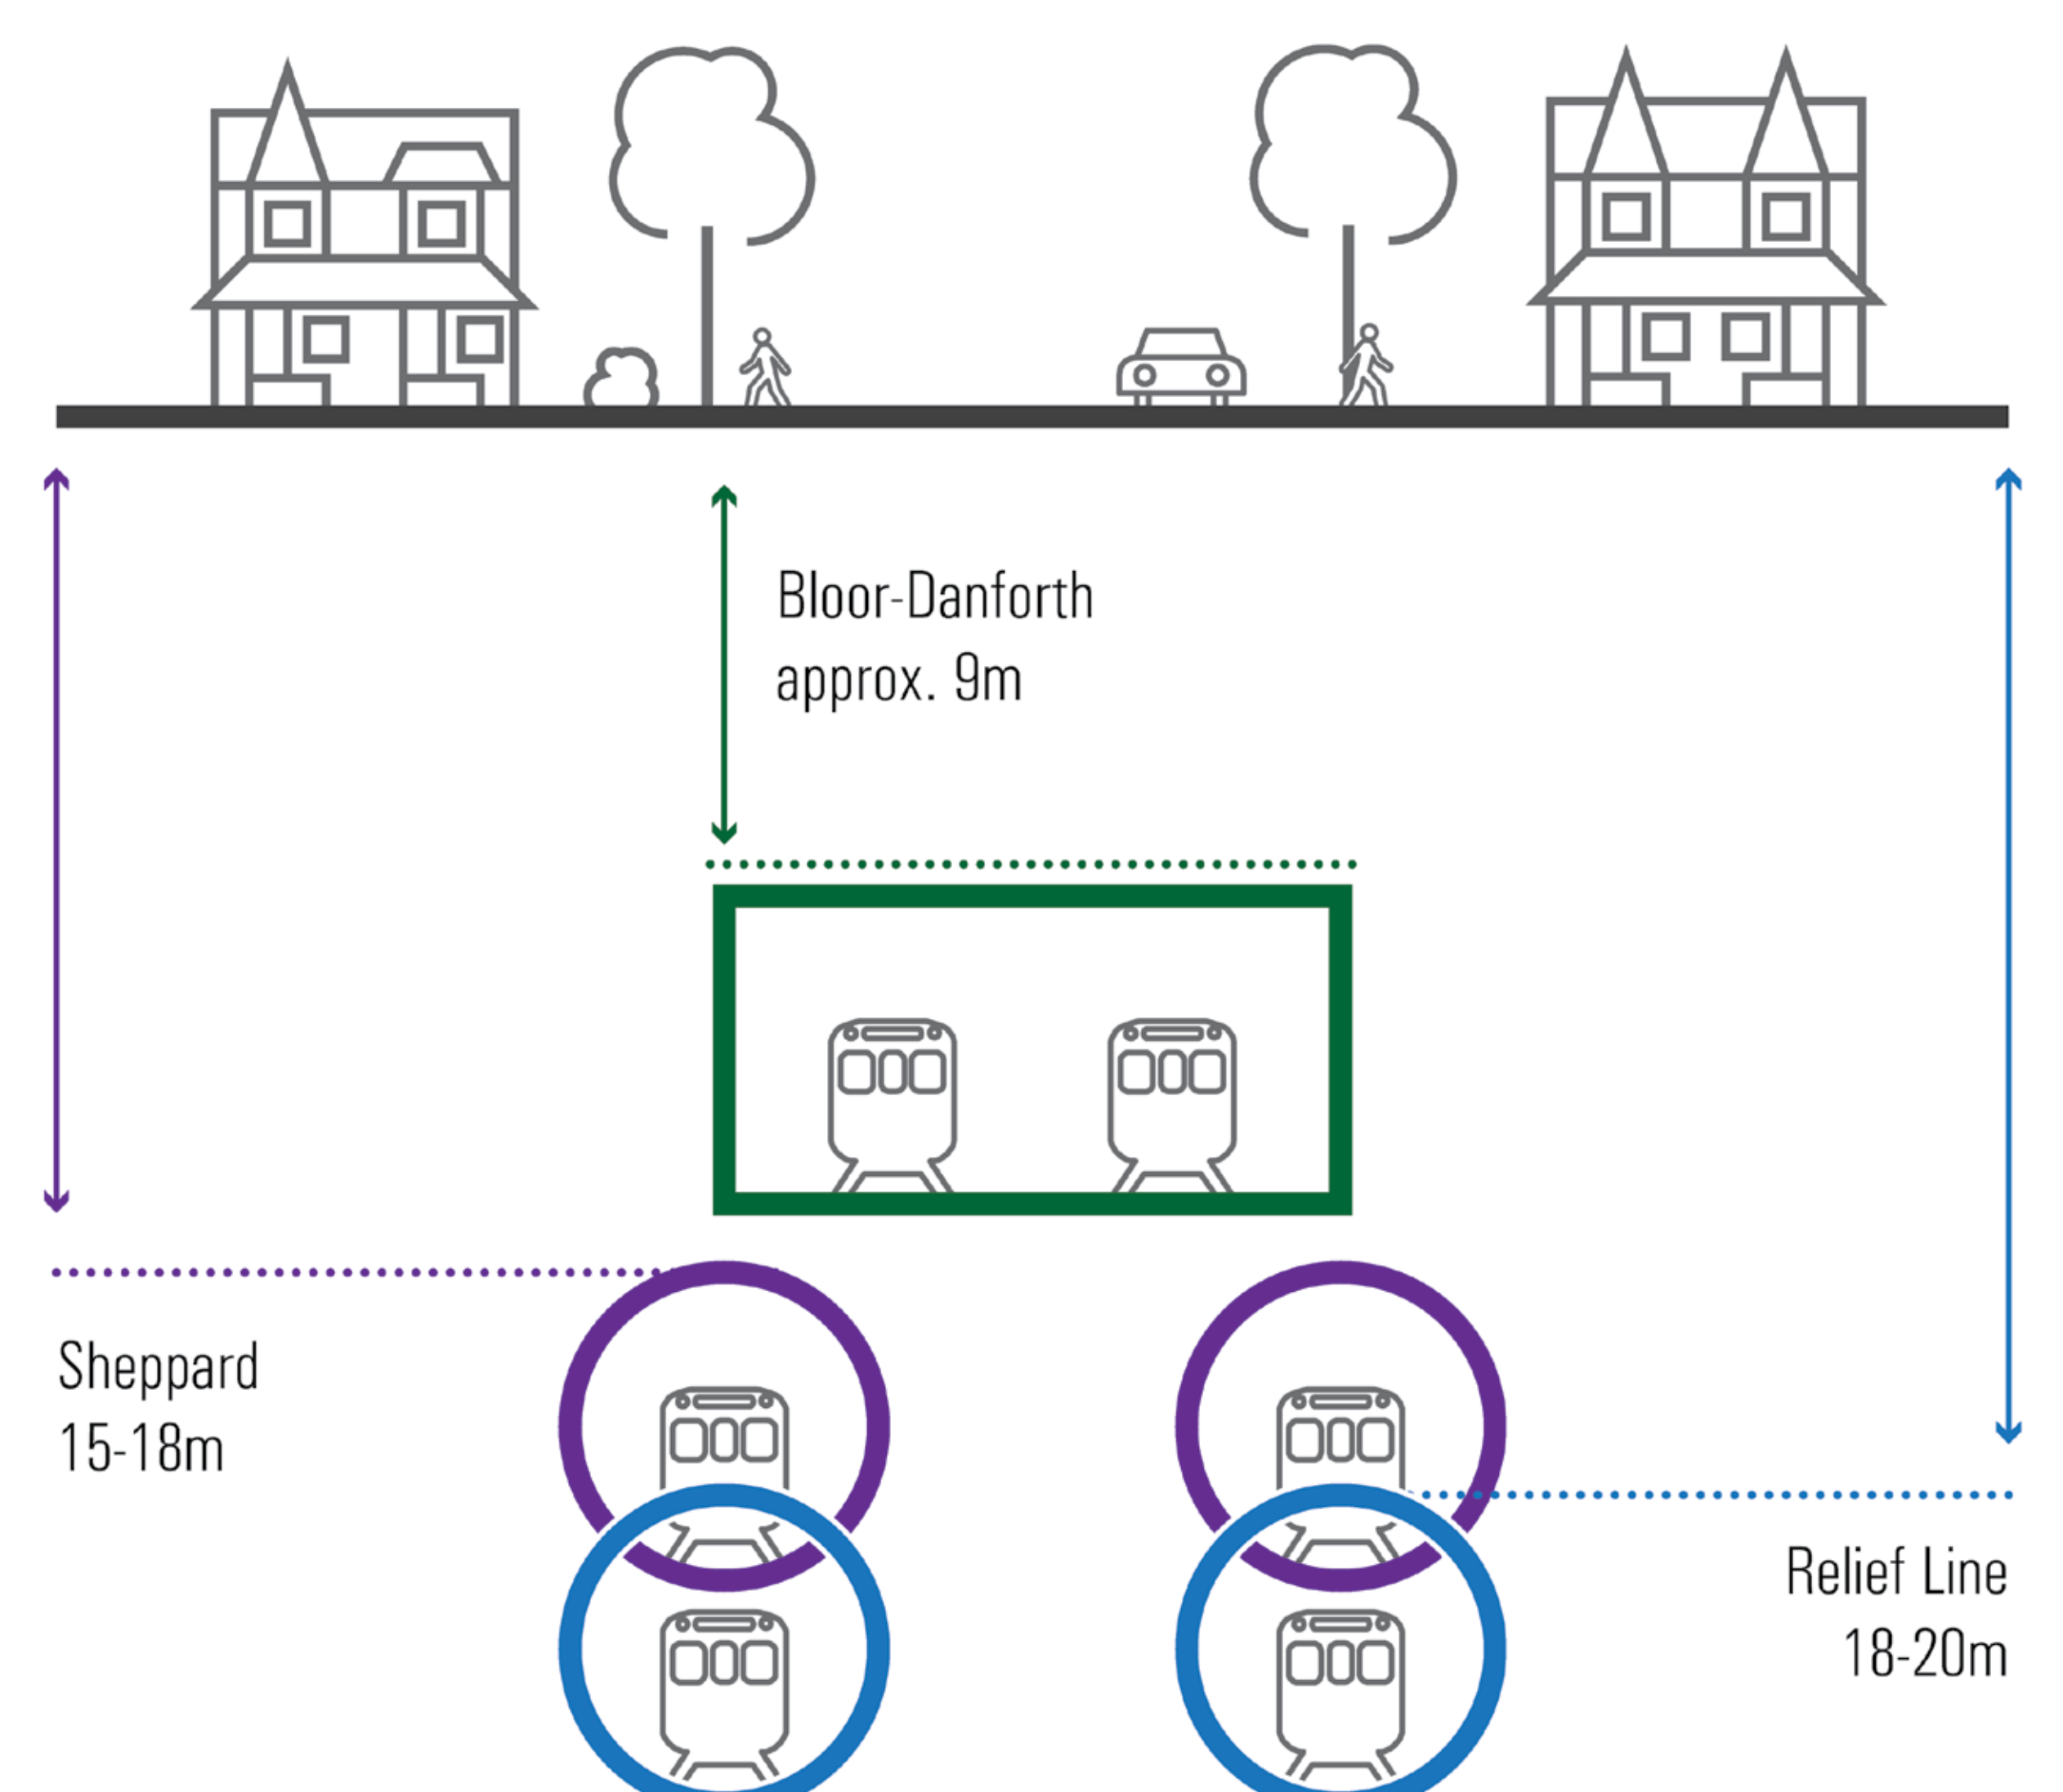 Bloor-Danforth
approx. 9m
Sheppard
15-18m
Relief Line
18-20m